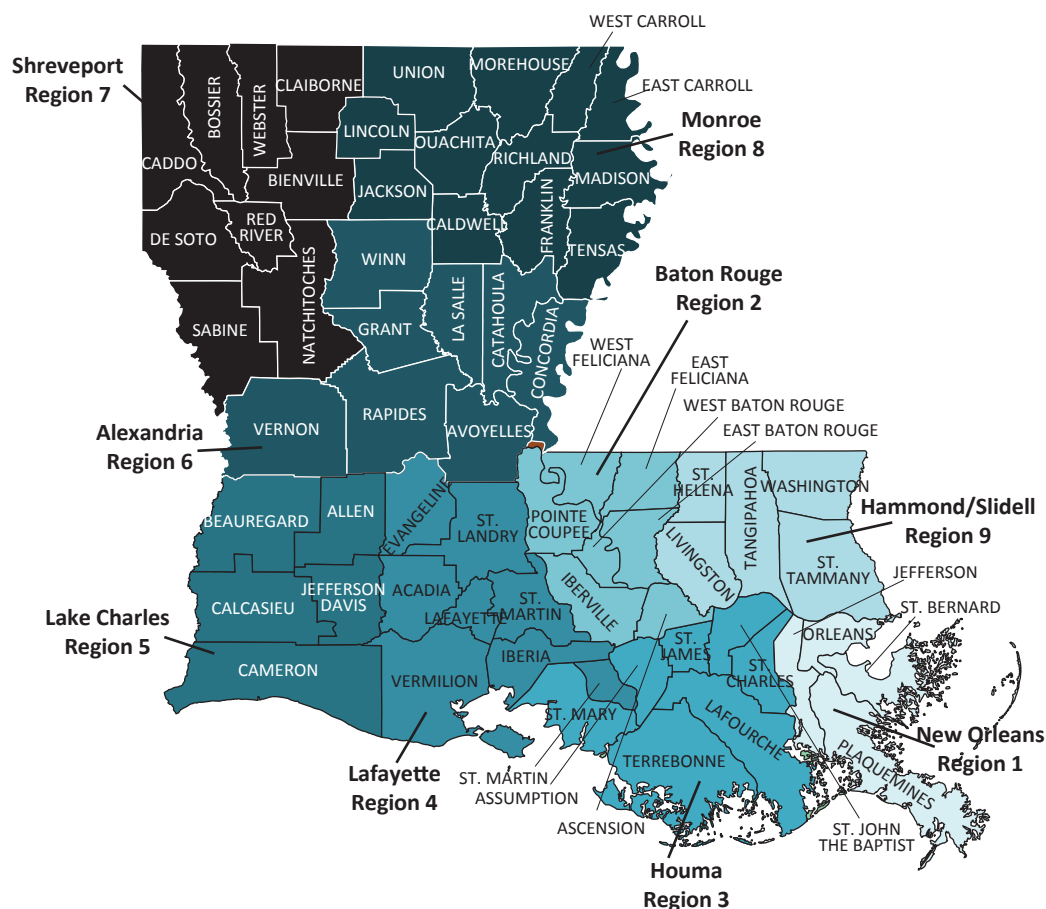 WEST CARROLL
Shreveport
Region 7
CLAIBORNE
UNION
MOREHOUSE
EAST CARROLL
BOSSIER
WEBSTER
LINCOLN
OUACHITA
Monroe
Region 8
CADDO
RICHLAND
BIENVILLE
JACKSON
MADISON
FRANKLIN
RED
RIVER
DE SOTO
CALDWELL
TENSAS
WINN
Baton Rouge
Region 2
NATCHITOCHES
LA SALLE
CATAHOULA
CONCORDIA
SABINE
GRANT
WEST
FELICIANA
EAST
FELICIANA
WEST BATON ROUGE
EAST BATON ROUGE
RAPIDES
VERNON
AVOYELLES
Alexandria
Region 6
ST.
HELENA
TANGIPAHOA
WASHINGTON
EVANGELINE
BEAUREGARD
ALLEN
ST.
LANDRY
POINTE
COUPEE
Hammond/Slidell
Region 9
LIVINGSTON
ST.
TAMMANY
JEFFERSON
ACADIA
JEFFERSON
DAVIS
CALCASIEU
LAFAYETTE
ST.
MARTIN
IBERVILLE
ST. BERNARD
Lake Charles
Region 5
ORLEANS
ST.
JAMES
IBERIA
CAMERON
VERMILION
ST.
CHARLES
ST. MARY
LAFOURCHE
New Orleans
Region 1
TERREBONNE
PLAQUEMINES
Lafayette
Region 4
ST. MARTIN
ASSUMPTION
ASCENSION
ST. JOHN
THE BAPTIST
Houma
Region 3